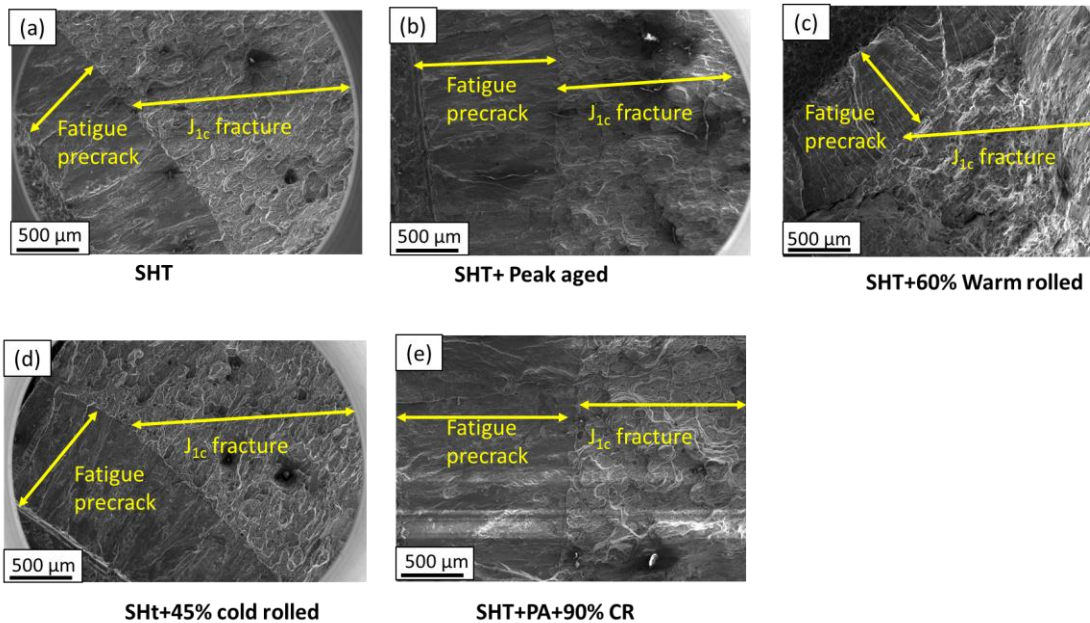 (a)
Fatigue
precrack
J1c fracture
500 µm
SHT
(b)
Fatigue
precrack
J1c fracture
500 µm
SHT+ Peak aged
(c)
Fatigue
precrack
J1c fracture
500 µm
SHT+60% Warm rolled
(d)
Fatigue
precrack
J1c fracture
500 µm
SHt+45% cold rolled
(e)
Fatigue
precrack
J1c fracture
500 µm
SHT+PA+90% CR